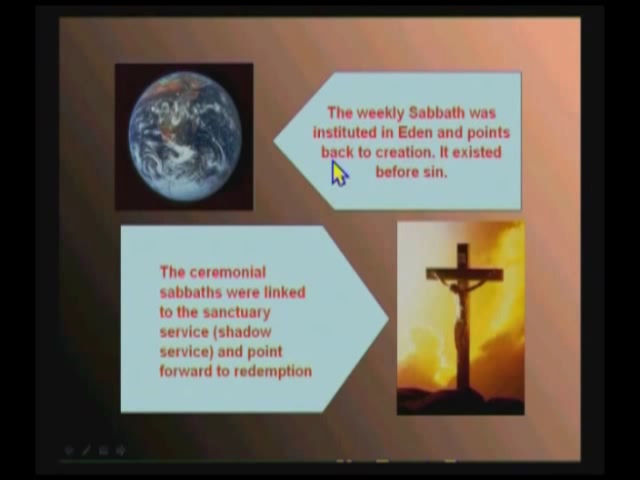 The weekly Sabbath was
instituted in Eden and points
back to creation. It existed
before sin.
The ceremonial
sabbaths were linked
to the sanctuary
service (shadow
service) and point
forward to redemption